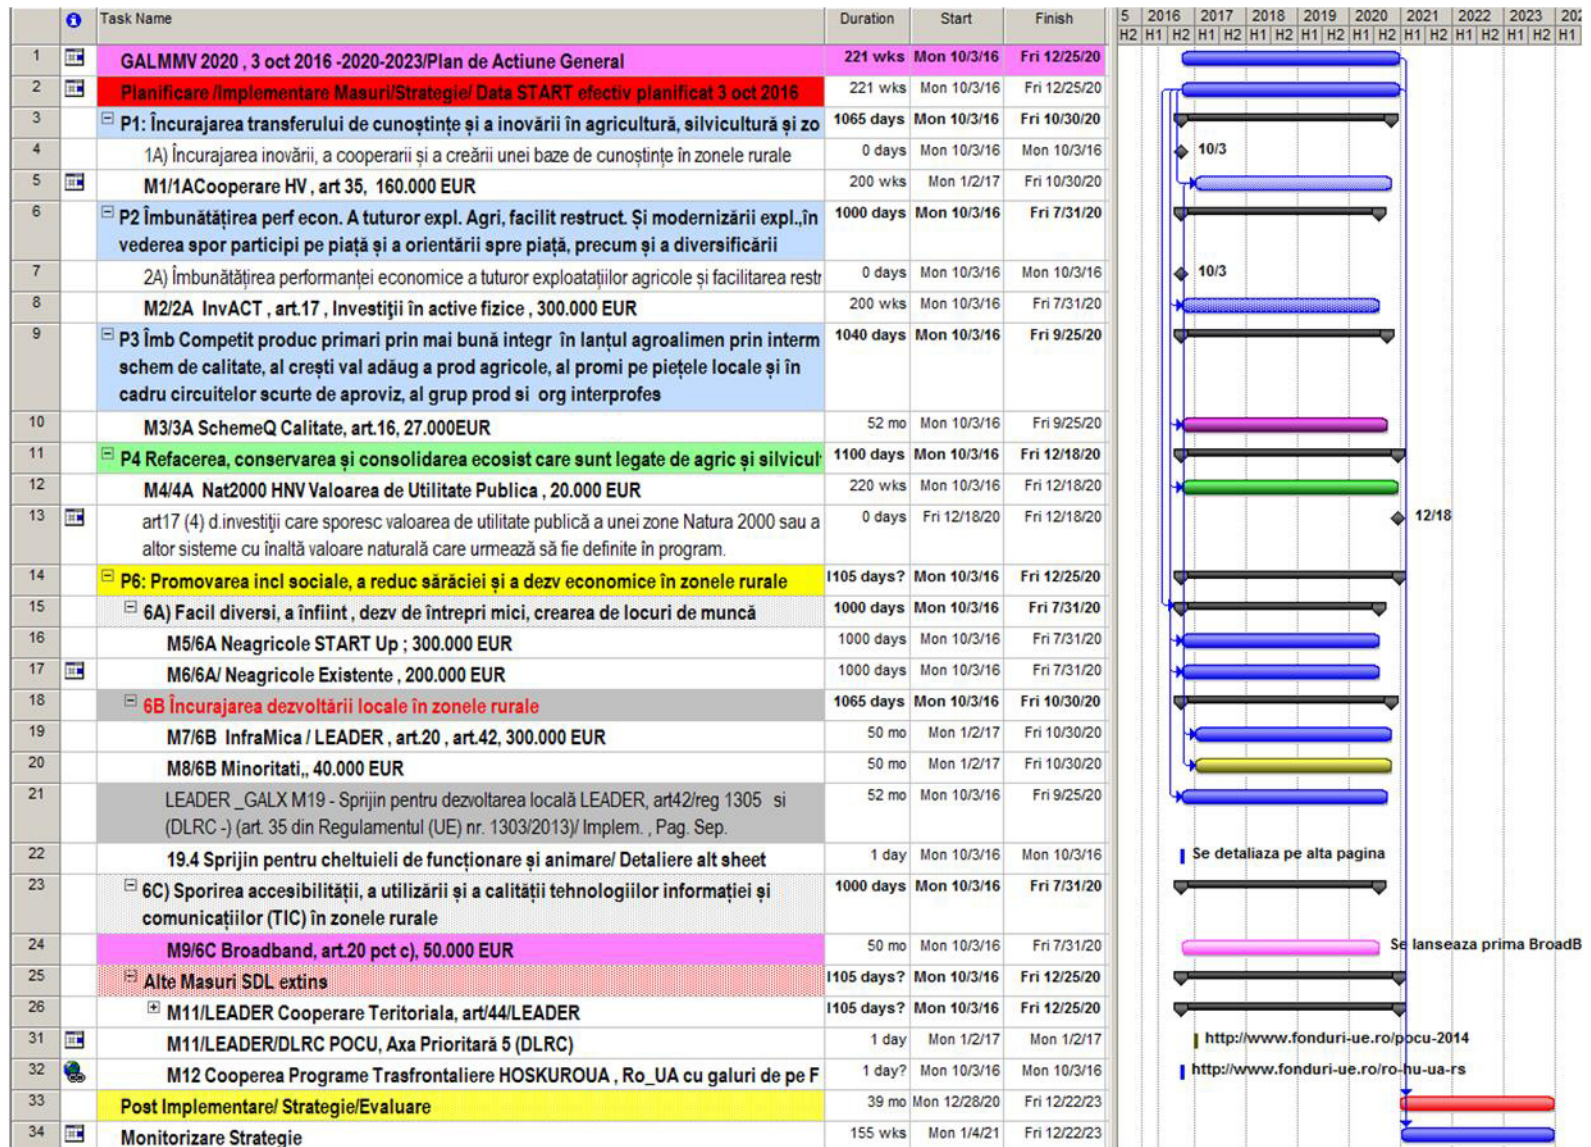 Task Name Duration Start Finish 5 2016 2017 2018 2019 2020 2021 2022 2023 202
H2 H1 H2 H1 H2 H1 H2 H1 H2 H1 H2 H1 H2 H1 H2 H1 H2 H1
1 GALMMV 2020 , 3 oct 2016 -2020-2023/Plan de Actiune General 221 wks Mon 10/3/16 Fri 12/25/20
2 Planificare /Implementare Masuri/Strategie/ Data START efectiv planificat 3 oct 2016 221 wks Mon 10/3/16 Fri 12/25/20
3 P1: Încurajarea transferului de cunoștințe și a inovării în agricultură, silvicultură și zo 1065 days Mon 10/3/16 Fri 10/30/20
4 1A) Încurajarea inovării, a cooperarii și a creării unei baze de cunoștințe în zonele rurale 0 days Mon 10/3/16 Mon 10/3/16 10/3
5 M1/1ACooperare HV , art 35, 160.000 EUR 200 wks Mon 1/2/17 Fri 10/30/20
6 P2 Îmbunătățirea perf econ. A tuturor expl. Agri, facilit restruct. Și modernizării expl.,în 1000 days Mon 10/3/16 Fri 7/31/20
vederea spor participi pe piață și a orientării spre piață, precum și a diversificării
7 2A) Îmbunătățirea performanței economice a tuturor exploatațiilor agricole și facilitarea restr 0 days Mon 10/3/16 Mon 10/3/16 10/3
8 M2/2A InvACT , art.17 , Investiții în active fizice , 300.000 EUR 200 wks Mon 10/3/16 Fri 7/31/20
9 P3 Îmb Competit produc primari prin mai bună integr în lanțul agroalimen prin interm 1040 days Mon 10/3/16 Fri 9/25/20
schem de calitate, al crești val adăug a prod agricole, al promi pe piețele locale și în
cadru circuitelor scurte de aproviz, al grup prod si org interprofes
10 M3/3A SchemeQ Calitate, art.16, 27.000EUR 52 mo Mon 10/3/16 Fri 9/25/20
11 P4 Refacerea, conservarea și consolidarea ecosist care sunt legate de agric și silvicul 1100 days Mon 10/3/16 Fri 12/18/20
12 M4/4A Nat2000 HNV Valoarea de Utilitate Publica , 20.000 EUR 220 wks Mon 10/3/16 Fri 12/18/20
13 art17 (4) d.investiții care sporesc valoarea de utilitate publică a unei zone Natura 2000 sau a 0 days Fri 12/18/20 Fri 12/18/20 12/18
altor sisteme cu înaltă valoare naturală care urmează să fie definite în program.
14 P6: Promovarea incl sociale, a reduc sărăciei și a dezv economice în zonele rurale 1105 days? Mon 10/3/16 Fri 12/25/20
15 6A) Facil diversi, a înfiint , dezv de întrepri mici, crearea de locuri de muncă 1000 days Mon 10/3/16 Fri 7/31/20
16 M5/6A Neagricole START Up ; 300.000 EUR 1000 days Mon 10/3/16 Fri 7/31/20
17 M6/6A/ Neagricole Existente , 200.000 EUR 1000 days Mon 10/3/16 Fri 7/31/20
18 6B Încurajarea dezvoltării locale în zonele rurale 1065 days Mon 10/3/16 Fri 10/30/20
19 M7/6B InfraMica / LEADER , art.20 , art.42, 300.000 EUR 50 mo Mon 1/2/17 Fri 10/30/20
20 M8/6B Minoritati,, 40.000 EUR 50 mo Mon 1/2/17 Fri 10/30/20
21 LEADER _GALX M19 - Sprijin pentru dezvoltarea locală LEADER, art42/reg 1305 si 52 mo Mon 10/3/16 Fri 9/25/20
(DLRC -) (art. 35 din Regulamentul (UE) nr. 1303/2013)/ Implem. , Pag. Sep.
22 19.4 Sprijin pentru cheltuieli de funcționare și animare/ Detaliere alt sheet 1 day Mon 10/3/16 Mon 10/3/16 Se detaliaza pe alta pagina
23 6C) Sporirea accesibilității, a utilizării și a calității tehnologiilor informației și 1000 days Mon 10/3/16 Fri 7/31/20
comunicațiilor (TIC) în zonele rurale
24 M9/6C Broadband, art.20 pct c), 50.000 EUR 50 mo Mon 10/3/16 Fri 7/31/20 Se lanseaza prima BroadB
25 Alte Masuri SDL extins 1105 days? Mon 10/3/16 Fri 12/25/20
26 M11/LEADER Cooperare Teritoriala, art/44/LEADER 1105 days? Mon 10/3/16 Fri 12/25/20
31 M11/LEADER/DLRC POCU, Axa Prioritară 5 (DLRC) 1 day Mon 1/2/17 Mon 1/2/17 http://www.fonduri-ue.ro/pocu-2014
32 M12 Cooperea Programe Trasfrontaliere HOSKUROUA , Ro_UA cu galuri de pe F 1 day? Mon 10/3/16 Mon 10/3/16 http://www.fonduri-ue.ro/ro-hu-ua-rs
33 Post Implementare/ Strategie/Evaluare 39 mo Mon 12/28/20 Fri 12/22/23
34 Monitorizare Strategie 155 wks Mon 1/4/21 Fri 12/22/23